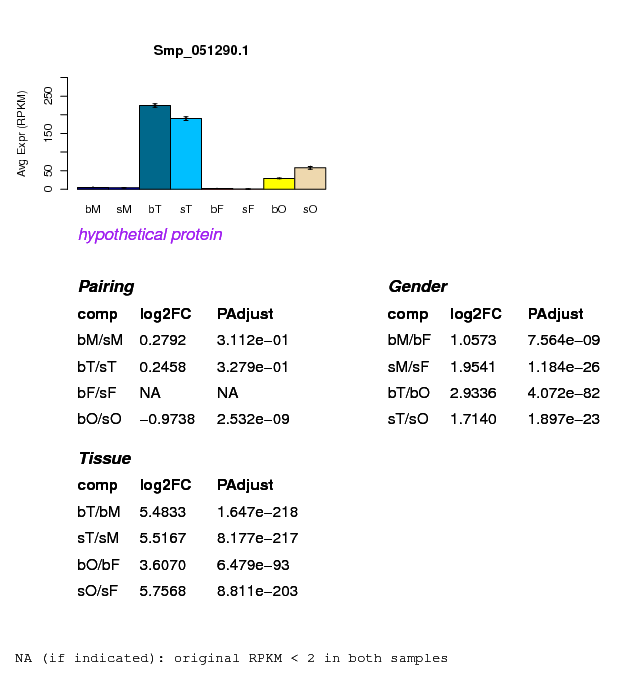 Smp_051290.1
Avg Expr (RPKM)
0 50 150 250
bM sM bT sT bF sF bO sO
hypothetical protein
Pairing
comp log2FC PAdjust
bM/sM 0.2792 3.112e−01
bT/sT 0.2458 3.279e−01
bF/sF NA NA
bO/sO −0.9738 2.532e−09
Gender
comp log2FC PAdjust
bM/bF 1.0573 7.564e−09
sM/sF 1.9541 1.184e−26
bT/bO 2.9336 4.072e−82
sT/sO 1.7140 1.897e−23
Tissue
comp log2FC PAdjust
bT/bM 5.4833 1.647e−218
sT/sM 5.5167 8.177e−217
bO/bF 3.6070 6.479e−93
sO/sF 5.7568 8.811e−203
NA (if indicated): original RPKM < 2 in both samples